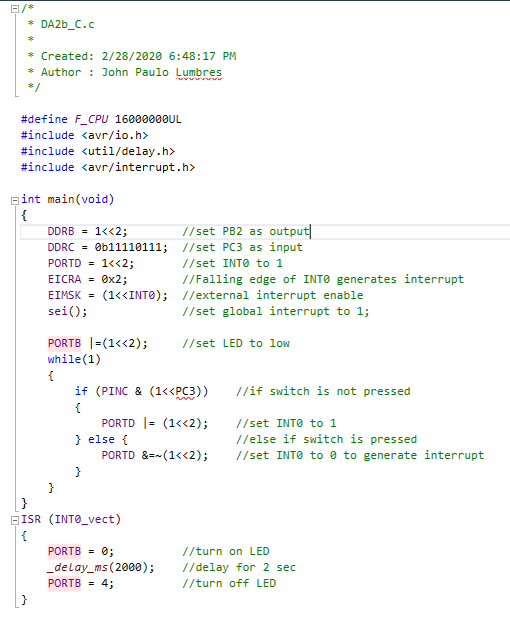 /*
 * DA2b_C.c
 *
 * Created: 2/28/2020 6:48:17 PM
 * Author : John Paulo Lumbres
 */

#define F_CPU 16000000UL
#include <avr/io.h>
#include <util/delay.h>
#include <avr/interrupt.h>

int main(void)
{
    DDRB = 1<<2;        //set PB2 as output
    DDRC = 0b11110111;  //set PC3 as input
    PORTD = 1<<2;       //set INT0 to 1
    EICRA = 0x2;        //Falling edge of INT0 generates interrupt
    EIMSK = (1<<INT0);  //external interrupt enable
    sei();              //set global interrupt to 1;

    PORTB |=(1<<2);     //set LED to low
    while(1)
    {
        if (PINC & (1<<PC3))    //if switch is not pressed
        {
            PORTD |= (1<<2);    //set INT0 to 1
        } else {                //else if switch is pressed
            PORTD &=~(1<<2);    //set INT0 to 0 to generate interrupt
        }
    }
}
ISR (INT0_vect)
{
    PORTB = 0;          //turn on LED
    _delay_ms(2000);    //delay for 2 sec
    PORTB = 4;          //turn off LED
}